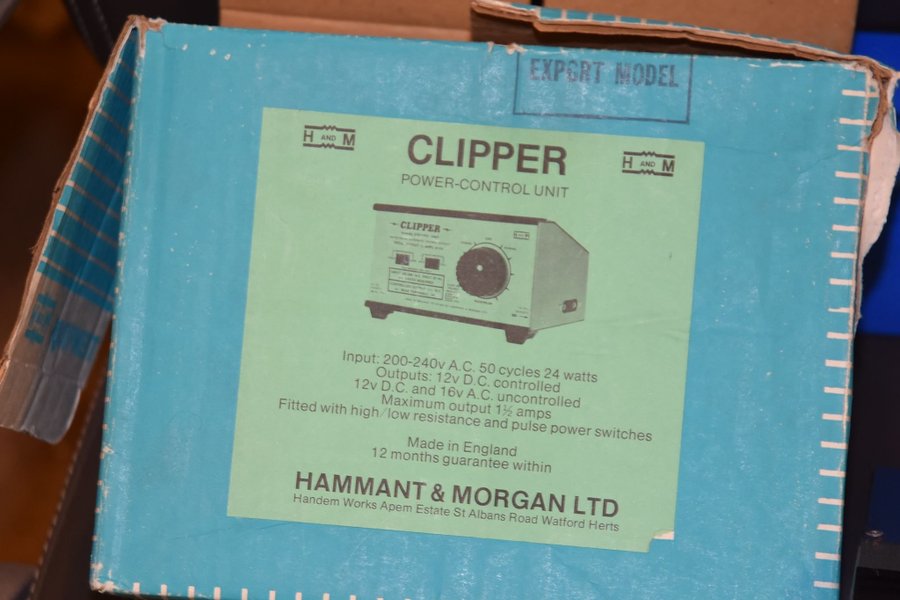 EXPORT MODEL
H AND M
CLIPPER
H AND M
POWER-CONTROL UNIT
CLIPPER
Input: 200-240v A.C. 50 cycles 24 watts
Outputs: 12v D.C. controlled
12v D.C. and 16v A.C. uncontrolled
Maximum output 1½ amps
Fitted with high/low resistance and pulse power switches
Made in England
12 months guarantee within
HAMMANT & MORGAN LTD
Handem Works Apem Estate St Albans Road Watford Herts